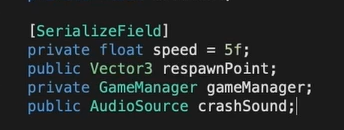 [SerializeField]
private float speed = 5f;
public Vector3 respawnPoint;
private GameManager gameManager;
public AudioSource crashSound;